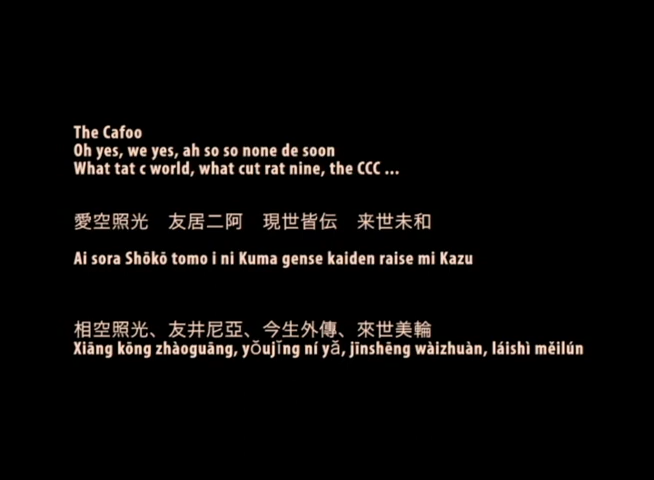 The Cafoo
Oh yes, we yes, ah so so none de soon
What tat c world, what cut rat nine, the CCC ...
愛空照光　友居二阿　現世皆伝　来世未和
Ai sora Shōkō tomo i ni Kuma gense kaiden raise mi Kazu
相空照光、友井尼亞、今生外傳、來世美輪
Xiāng kōng zhàoguāng, yǑujǐng ní yǎ, jīnshēng wàizhuàn, láishì měilún